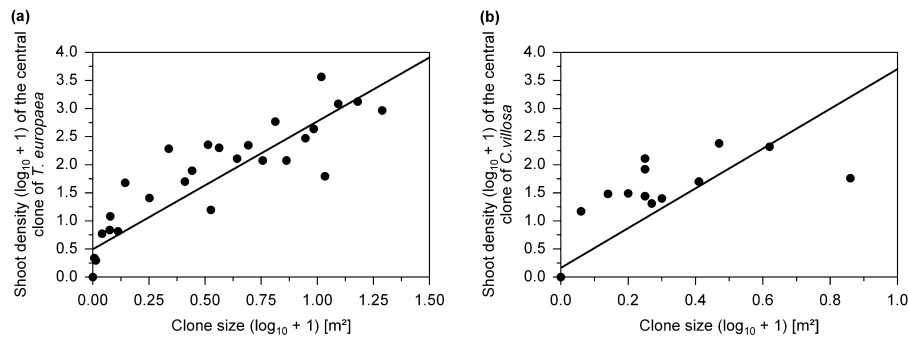 (a)
Shoot density (log₁₀ + 1) of the central
clone of T. europaea
4.0
3.5
3.0
2.5
2.0
1.5
1.0
0.5
0.0
0.00 0.25 0.50 0.75 1.00 1.25 1.50
Clone size (log₁₀ + 1) [m²]
(b)
Shoot density (log₁₀ + 1) of the central
clone of C.villosa
4.0
3.5
3.0
2.5
2.0
1.5
1.0
0.5
0.0
0.0 0.2 0.4 0.6 0.8 1.0
Clone size (log₁₀ + 1) [m²]